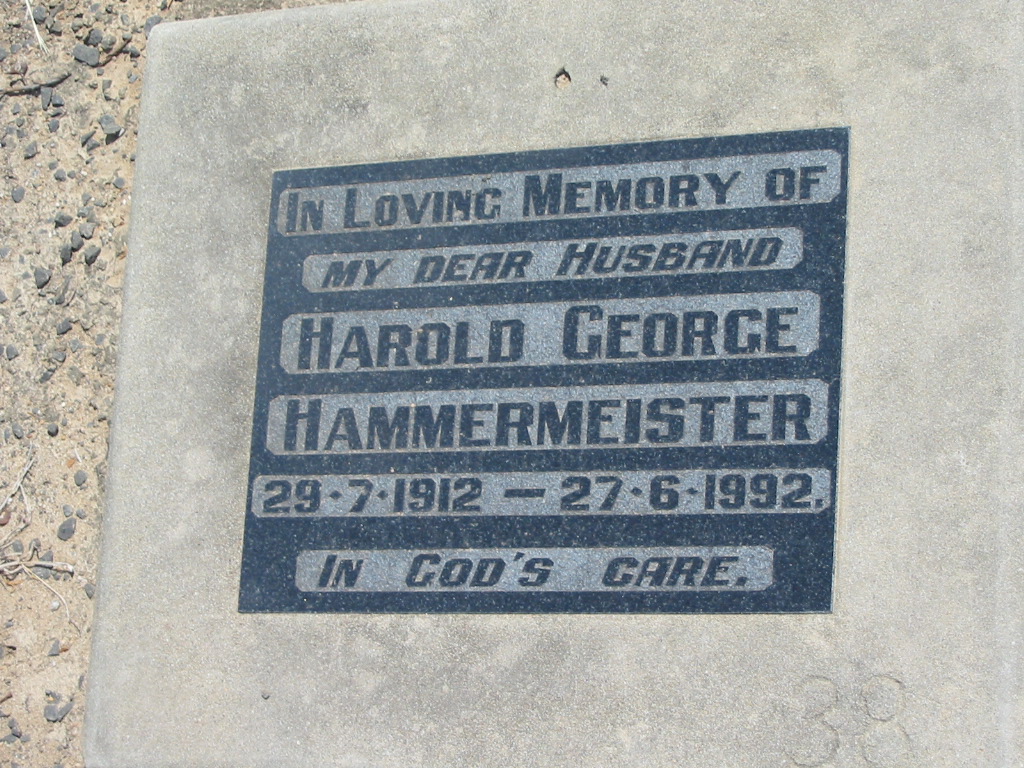 In Loving Memory of
my dear Husband
Harold George
Hammermeister
29·7·1912 — 27·6·1992.
In God's care.
38